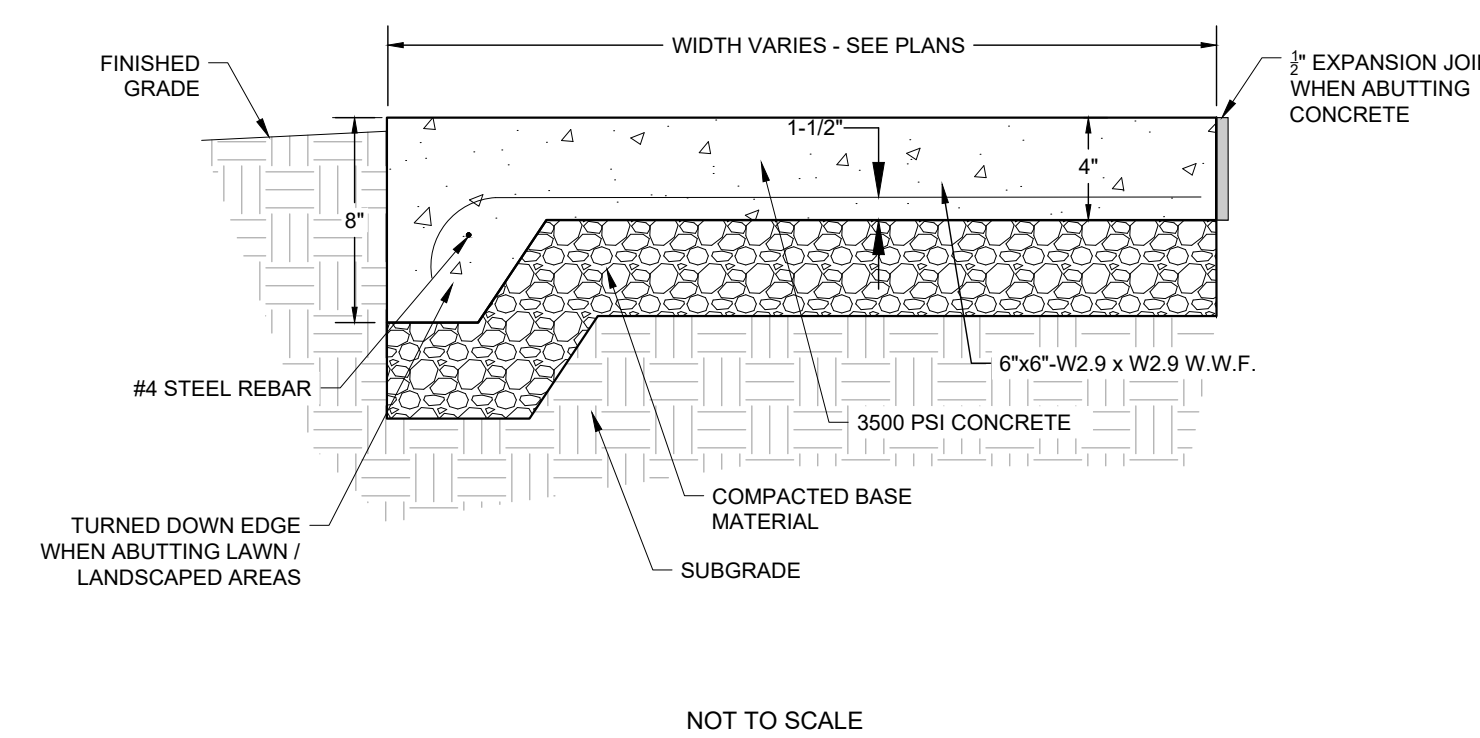 WIDTH VARIES - SEE PLANS
FINISHED
GRADE
1/2" EXPANSION
WHEN ABUTTING
CONCRETE
1-1/2"
4"
8"
6"x6"-W2.9 x W2.9 W.W.F.
#4 STEEL REBAR
3500 PSI CONCRETE
COMPACTED BASE
MATERIAL
TURNED DOWN EDGE
WHEN ABUTTING LAWN /
LANDSCAPED AREAS
SUBGRADE
NOT TO SCALE